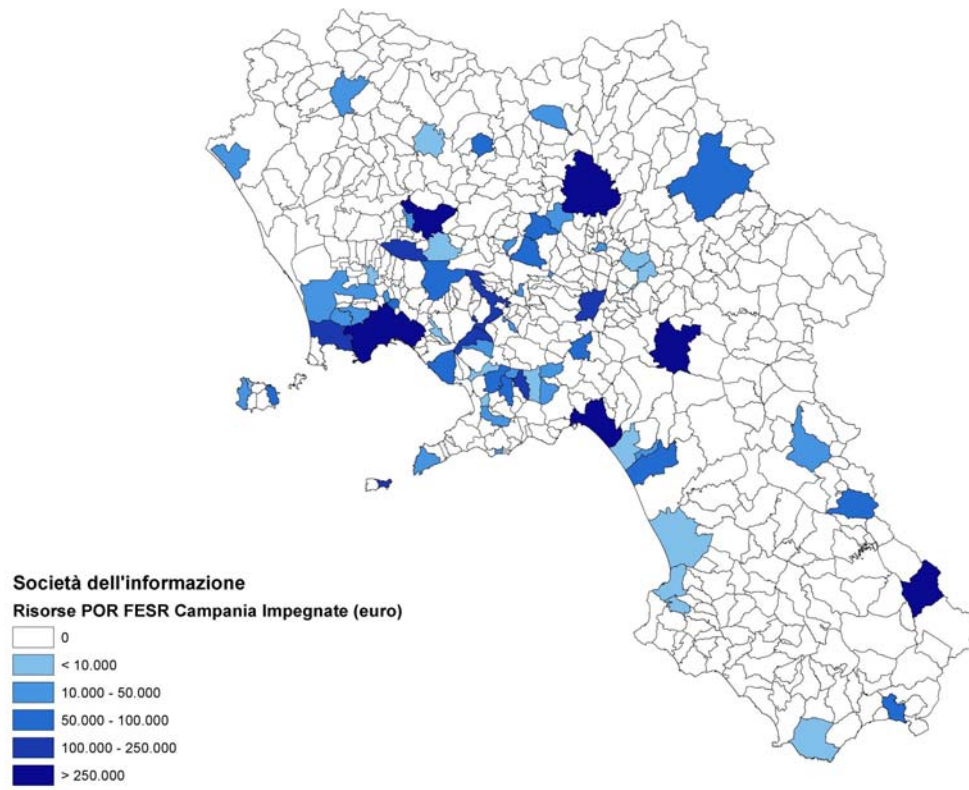 Società dell'informazione
Risorse POR FESR Campania Impegnate (euro)
0
< 10.000
10.000 - 50.000
50.000 - 100.000
100.000 - 250.000
> 250.000